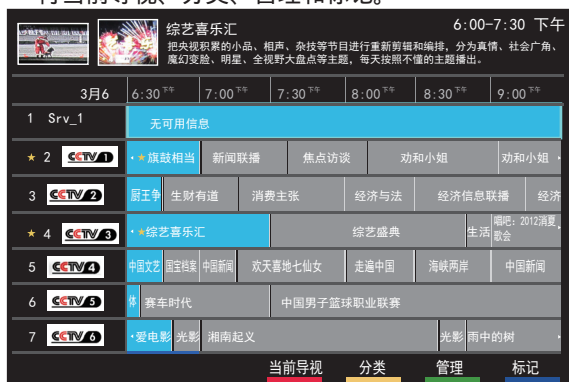 综艺喜乐汇 6:00-7:30 下午
把央视积累的小品、相声、杂技等节目进行重新剪辑和编排，分为真情、社会广角、
魔幻变脸、明星、全视野大盘点等主题，每天按照不懂的主题播出。
3月6 6:30下午 7:00下午 7:30下午 8:00下午 8:30下午 9:00下午
1 Srv_1 无可用信息
★ 2 CCTV 1 ★旗鼓相当 新闻联播 焦点访谈 劝和小姐 劝和小姐
3 CCTV 2 厨王争 生财有道 消费主张 经济与法 经济信息联播 经济
★ 4 CCTV 3 ★综艺喜乐汇 综艺盛典 生活 唱吧：2012消夏歌会
5 CCTV 4 中国文艺 国宝档案 中国新闻 欢天喜地七仙女 走遍中国 海峡两岸 中国新闻
6 CCTV 5 体 赛车时代 中国男子篮球职业联赛
7 CCTV 6 爱电影 光影 湘南起义 光影 雨中的树
当前导视 分类 管理 标记